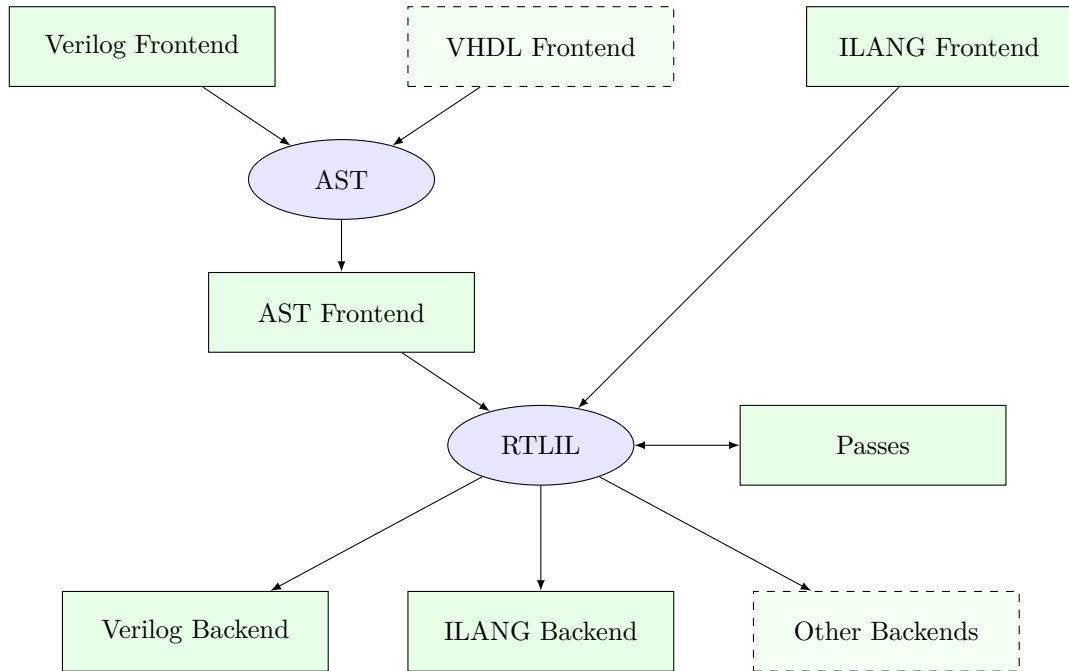 Verilog Frontend
VHDL Frontend
ILANG Frontend
AST
AST Frontend
RTLIL
Passes
Verilog Backend
ILANG Backend
Other Backends